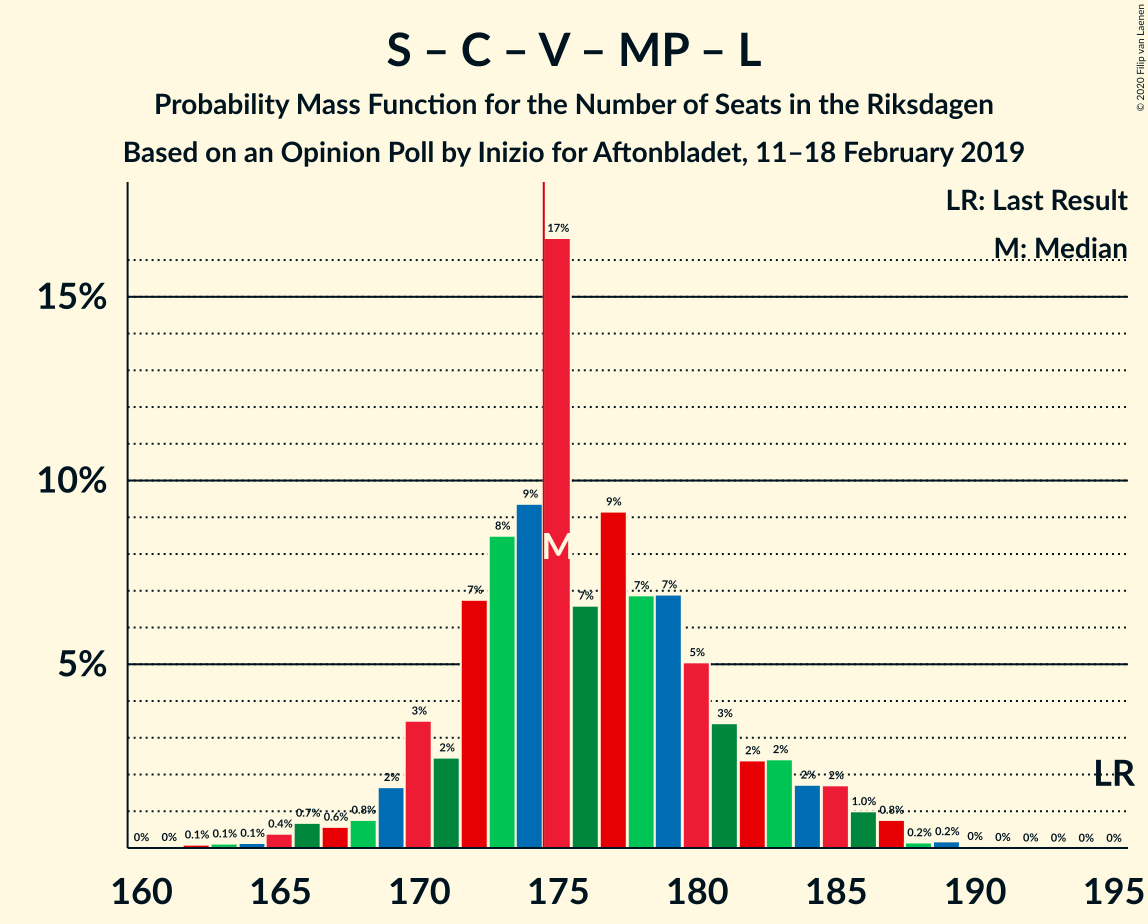 S – C – V – MP – L
Probability Mass Function for the Number of Seats in the Riksdagen
Based on an Opinion Poll by Inizio for Aftonbladet, 11–18 February 2019
© 2020 Filip van Laenen
LR: Last Result
M: Median
15%
10%
5%
0% 0% 0.1% 0.1% 0.1% 0.4% 0.7% 0.6% 0.8% 2% 3% 2% 7% 8% 9% 17% 7% 9% 7% 7% 5% 3% 2% 2% 2% 2% 1.0% 0.8% 0.2% 0.2% 0% 0% 0% 0% 0% 0%
M
LR
160 165 170 175 180 185 190 195